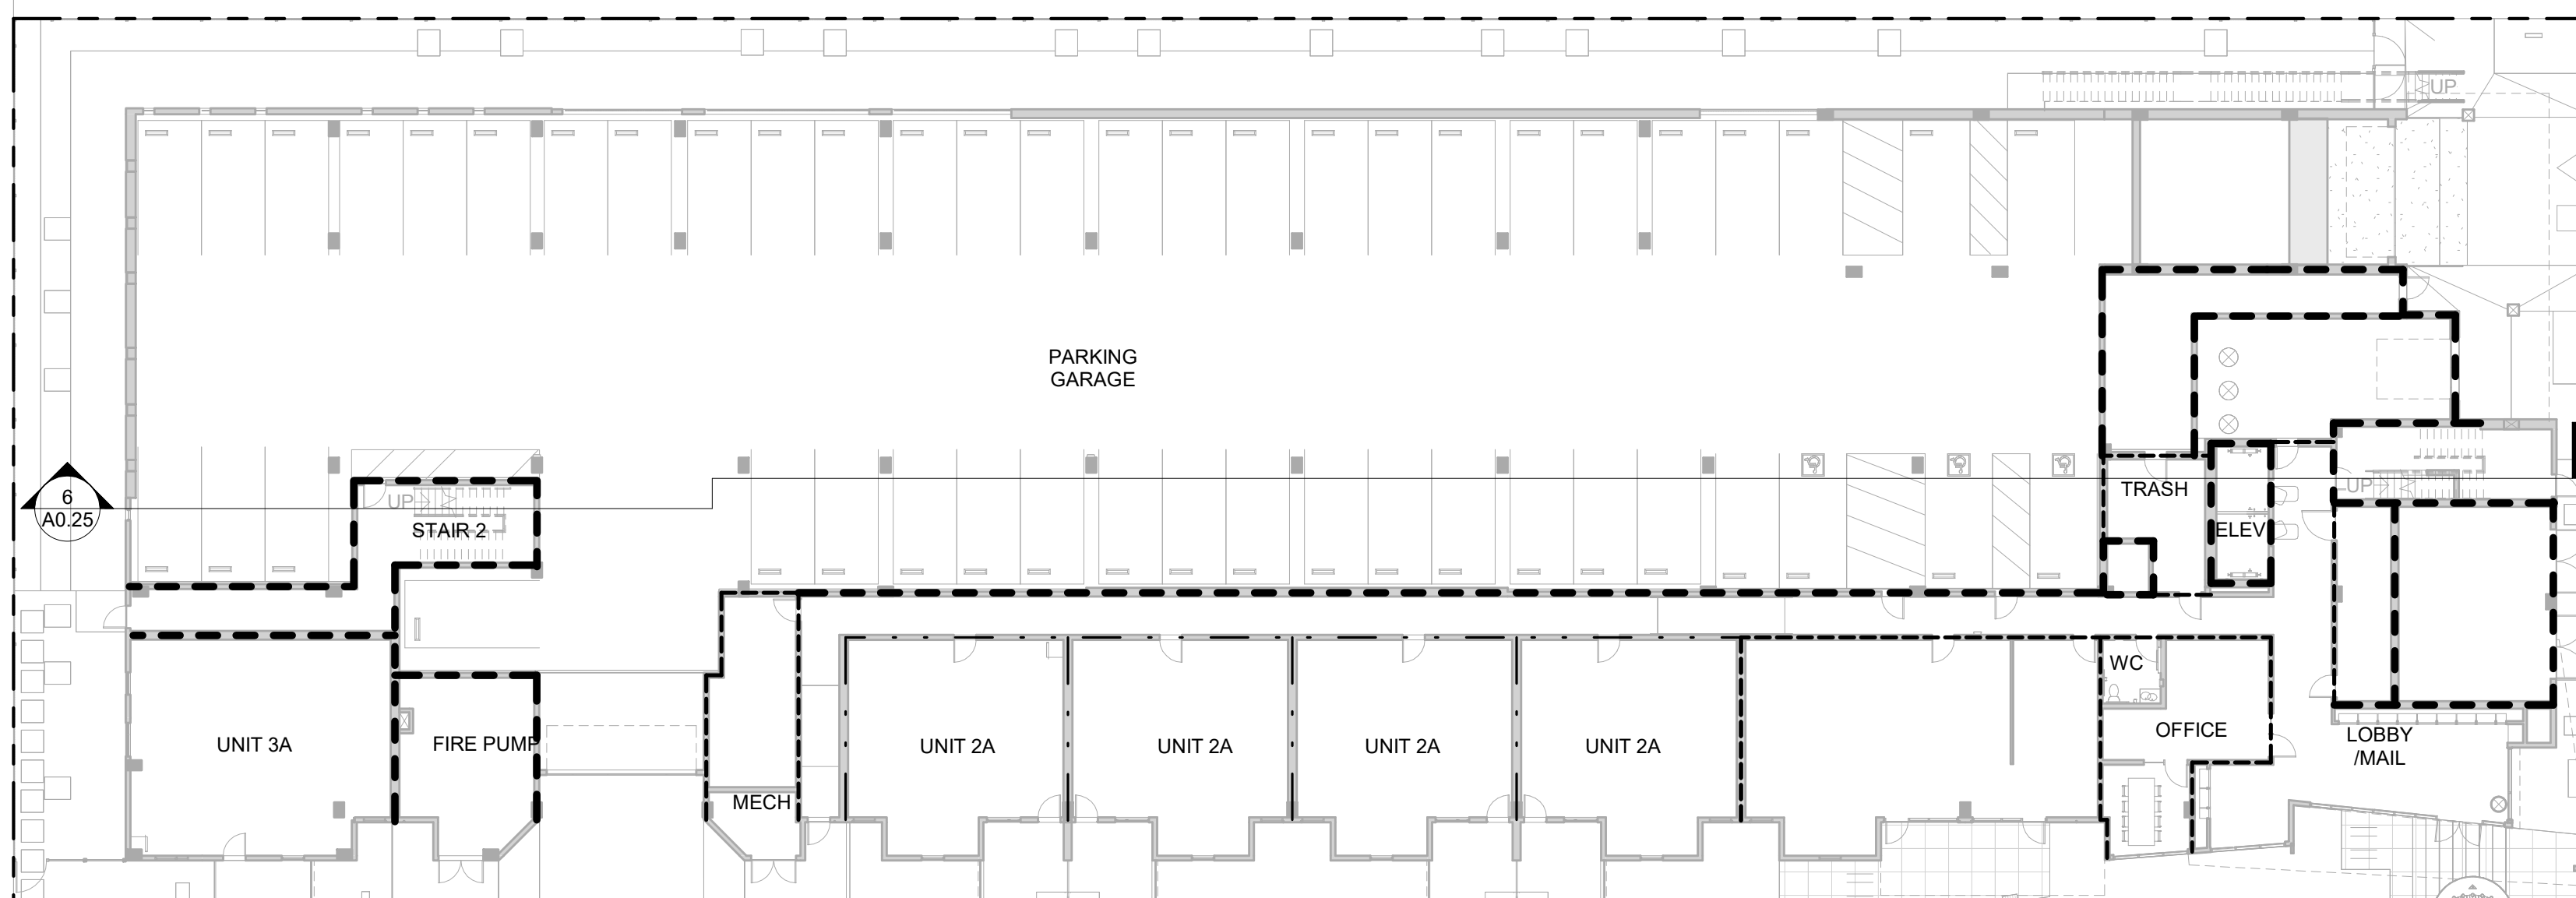 UP
PARKING
GARAGE
6
A0.25
UP
STAIR 2
TRASH
UP
ELEV
WC
UNIT 3A
FIRE PUMP
MECH
UNIT 2A
UNIT 2A
UNIT 2A
UNIT 2A
OFFICE
LOBBY
/MAIL